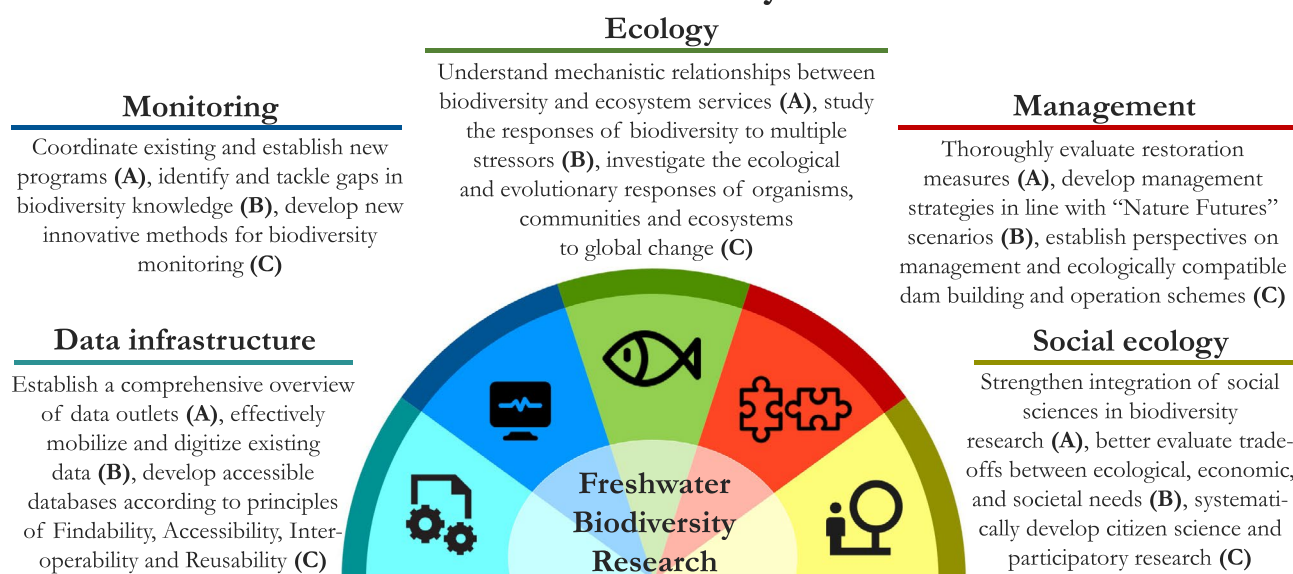 Ecology
Understand mechanistic relationships between
biodiversity and ecosystem services (A), study
the responses of biodiversity to multiple
stressors (B), investigate the ecological
and evolutionary responses of organisms,
communities and ecosystems
to global change (C)
Monitoring
Coordinate existing and establish new
programs (A), identify and tackle gaps in
biodiversity knowledge (B), develop new
innovative methods for biodiversity
monitoring (C)
Management
Thoroughly evaluate restoration
measures (A), develop management
strategies in line with “Nature Futures”
scenarios (B), establish perspectives on
management and ecologically compatible
dam building and operation schemes (C)
Data infrastructure
Establish a comprehensive overview
of data outlets (A), effectively
mobilize and digitize existing
data (B), develop accessible
databases according to principles
of Findability, Accessibility, Inter-
operability and Reusability (C)
Social ecology
Strengthen integration of social
sciences in biodiversity
research (A), better evaluate trade-
offs between ecological, economic,
and societal needs (B), systemati-
cally develop citizen science and
participatory research (C)
Freshwater
Biodiversity
Research